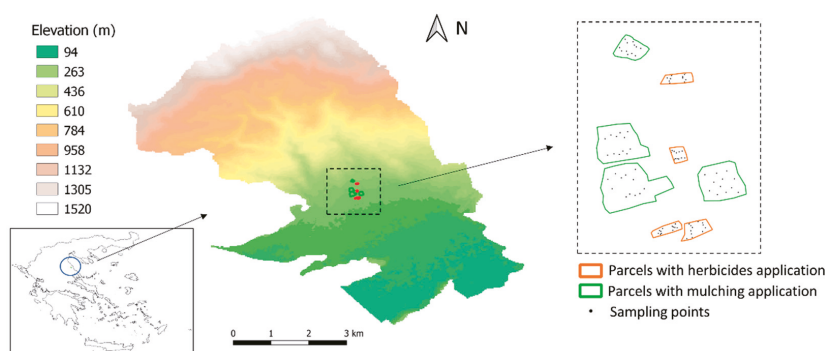 Elevation (m)
94
263
436
610
784
958
1132
1305
1520
N
0 1 2 3 km
Parcels with herbicides application
Parcels with mulching application
Sampling points